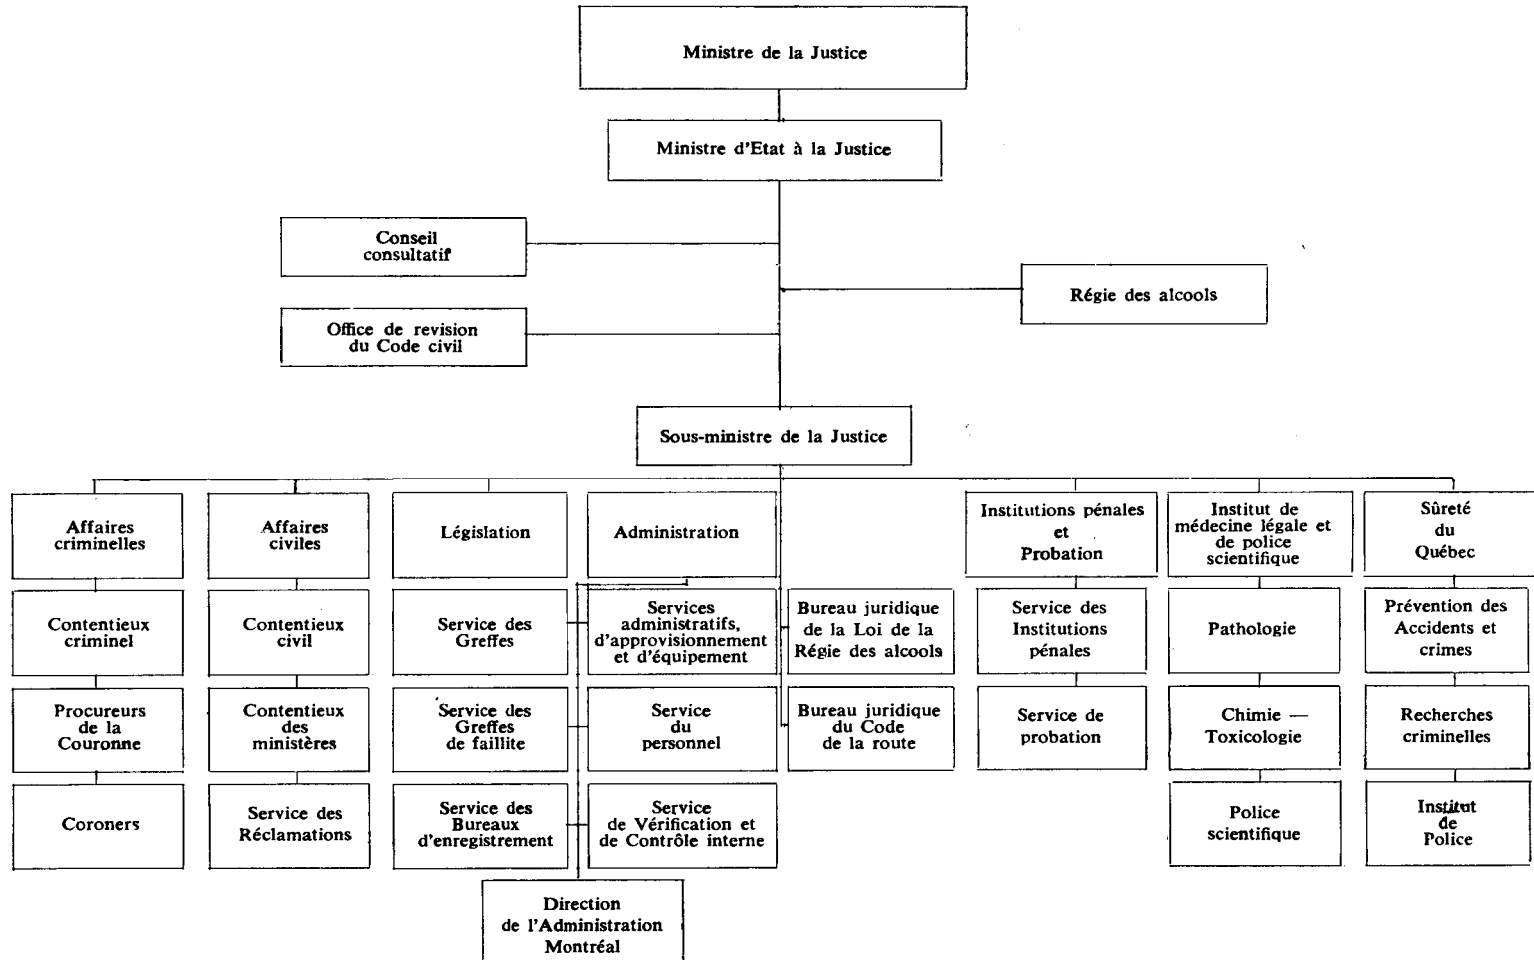 Ministre de la Justice
Ministre d'Etat à la Justice
Conseil
consultatif
Régie des alcools
Office de revision
du Code civil
Sous-ministre de la Justice
Affaires
criminelles
Affaires
civiles
Législation
Administration
Institutions pénales
et
Probation
Institut de
médecine légale et
de police
scientifique
Sûreté
du
Québec
Contentieux
criminel
Contentieux
civil
Service des
Greffes
Services
administratifs,
d'approvisionnement
et d'équipement
Bureau juridique
de la Loi de la
Régie des alcools
Service des
Institutions
pénales
Pathologie
Prévention des
Accidents et
crimes
Procureurs
de la
Couronne
Contentieux
des
ministères
Service des
Greffes
de faillite
Service
du
personnel
Bureau juridique
du Code
de la route
Service de
probation
Chimie —
Toxicologie
Recherches
criminelles
Coroners
Service des
Réclamations
Service des
Bureaux
d'enregistrement
Service
de Vérification et
de Contrôle interne
Police
scientifique
Institut
de
Police
Direction
de l'Administration
Montréal